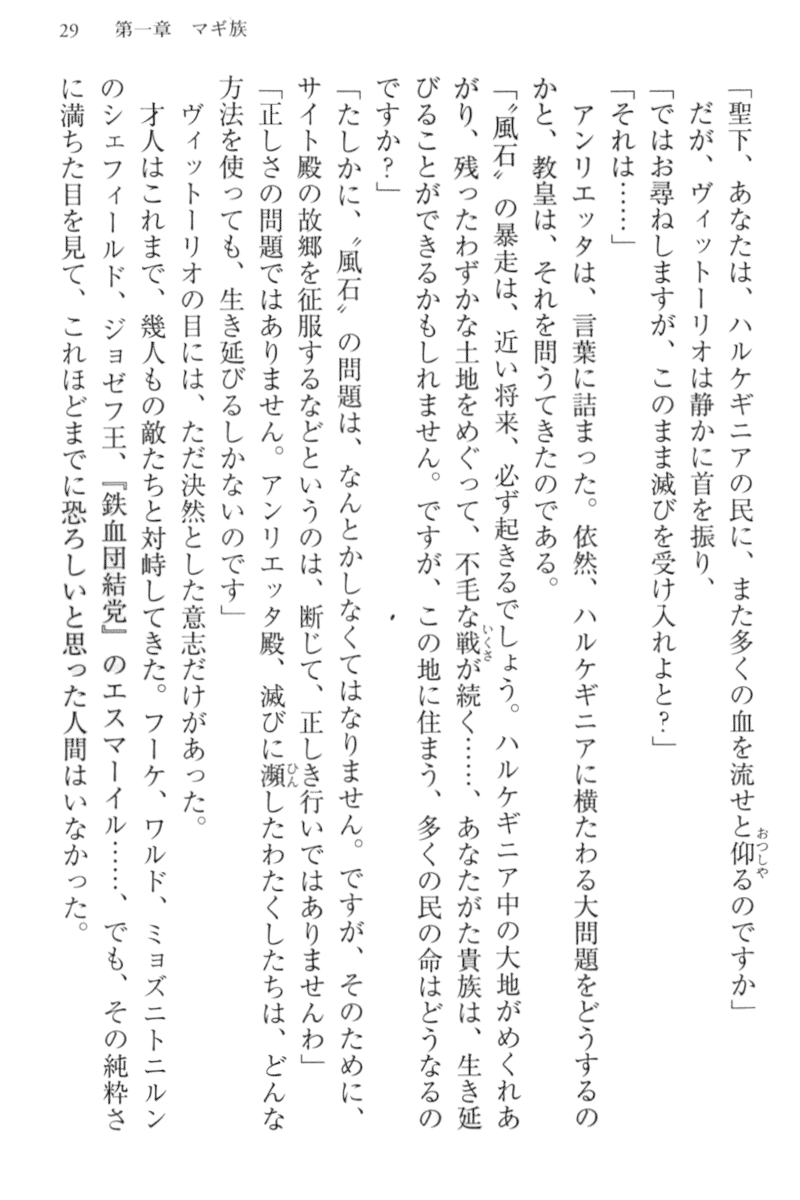 29　第一章　マギ族
「聖下、あなたは、ハルケギニアの民に、また多くの血を流せと仰るのですか」
だが、ヴィットーリオは静かに首を振り、
「ではお尋ねしますが、このまま滅びを受け入れよと？」
「それは……」
アンリエッタは、言葉に詰まった。依然、ハルケギニアに横たわる大問題をどうするの
かと、教皇は、それを問うてきたのである。
「〝風石〟の暴走は、近い将来、必ず起きるでしょう。ハルケギニア中の大地がめくれあ
がり、残ったわずかな土地をめぐって、不毛な戦が続く……、あなたがた貴族は、生き延
びることができるかもしれません。ですが、この地に住まう、多くの民の命はどうなるの
ですか？」
「たしかに、〝風石〟の問題は、なんとかしなくてはなりません。ですが、そのために、
サイト殿の故郷を征服するなどというのは、断じて、正しき行いではありませんわ」
「正しさの問題ではありません。アンリエッタ殿、滅びに瀕したわたくしたちは、どんな
方法を使っても、生き延びるしかないのです」
ヴィットーリオの目には、ただ決然とした意志だけがあった。
才人はこれまで、幾人もの敵たちと対峙してきた。フーケ、ワルド、ミョズニトニルン
のシェフィールド、ジョゼフ王、『鉄血団結党』のエスマーイル……、でも、その純粋さ
に満ちた目を見て、これほどまでに恐ろしいと思った人間はいなかった。
おつしや
いくさ
ひん